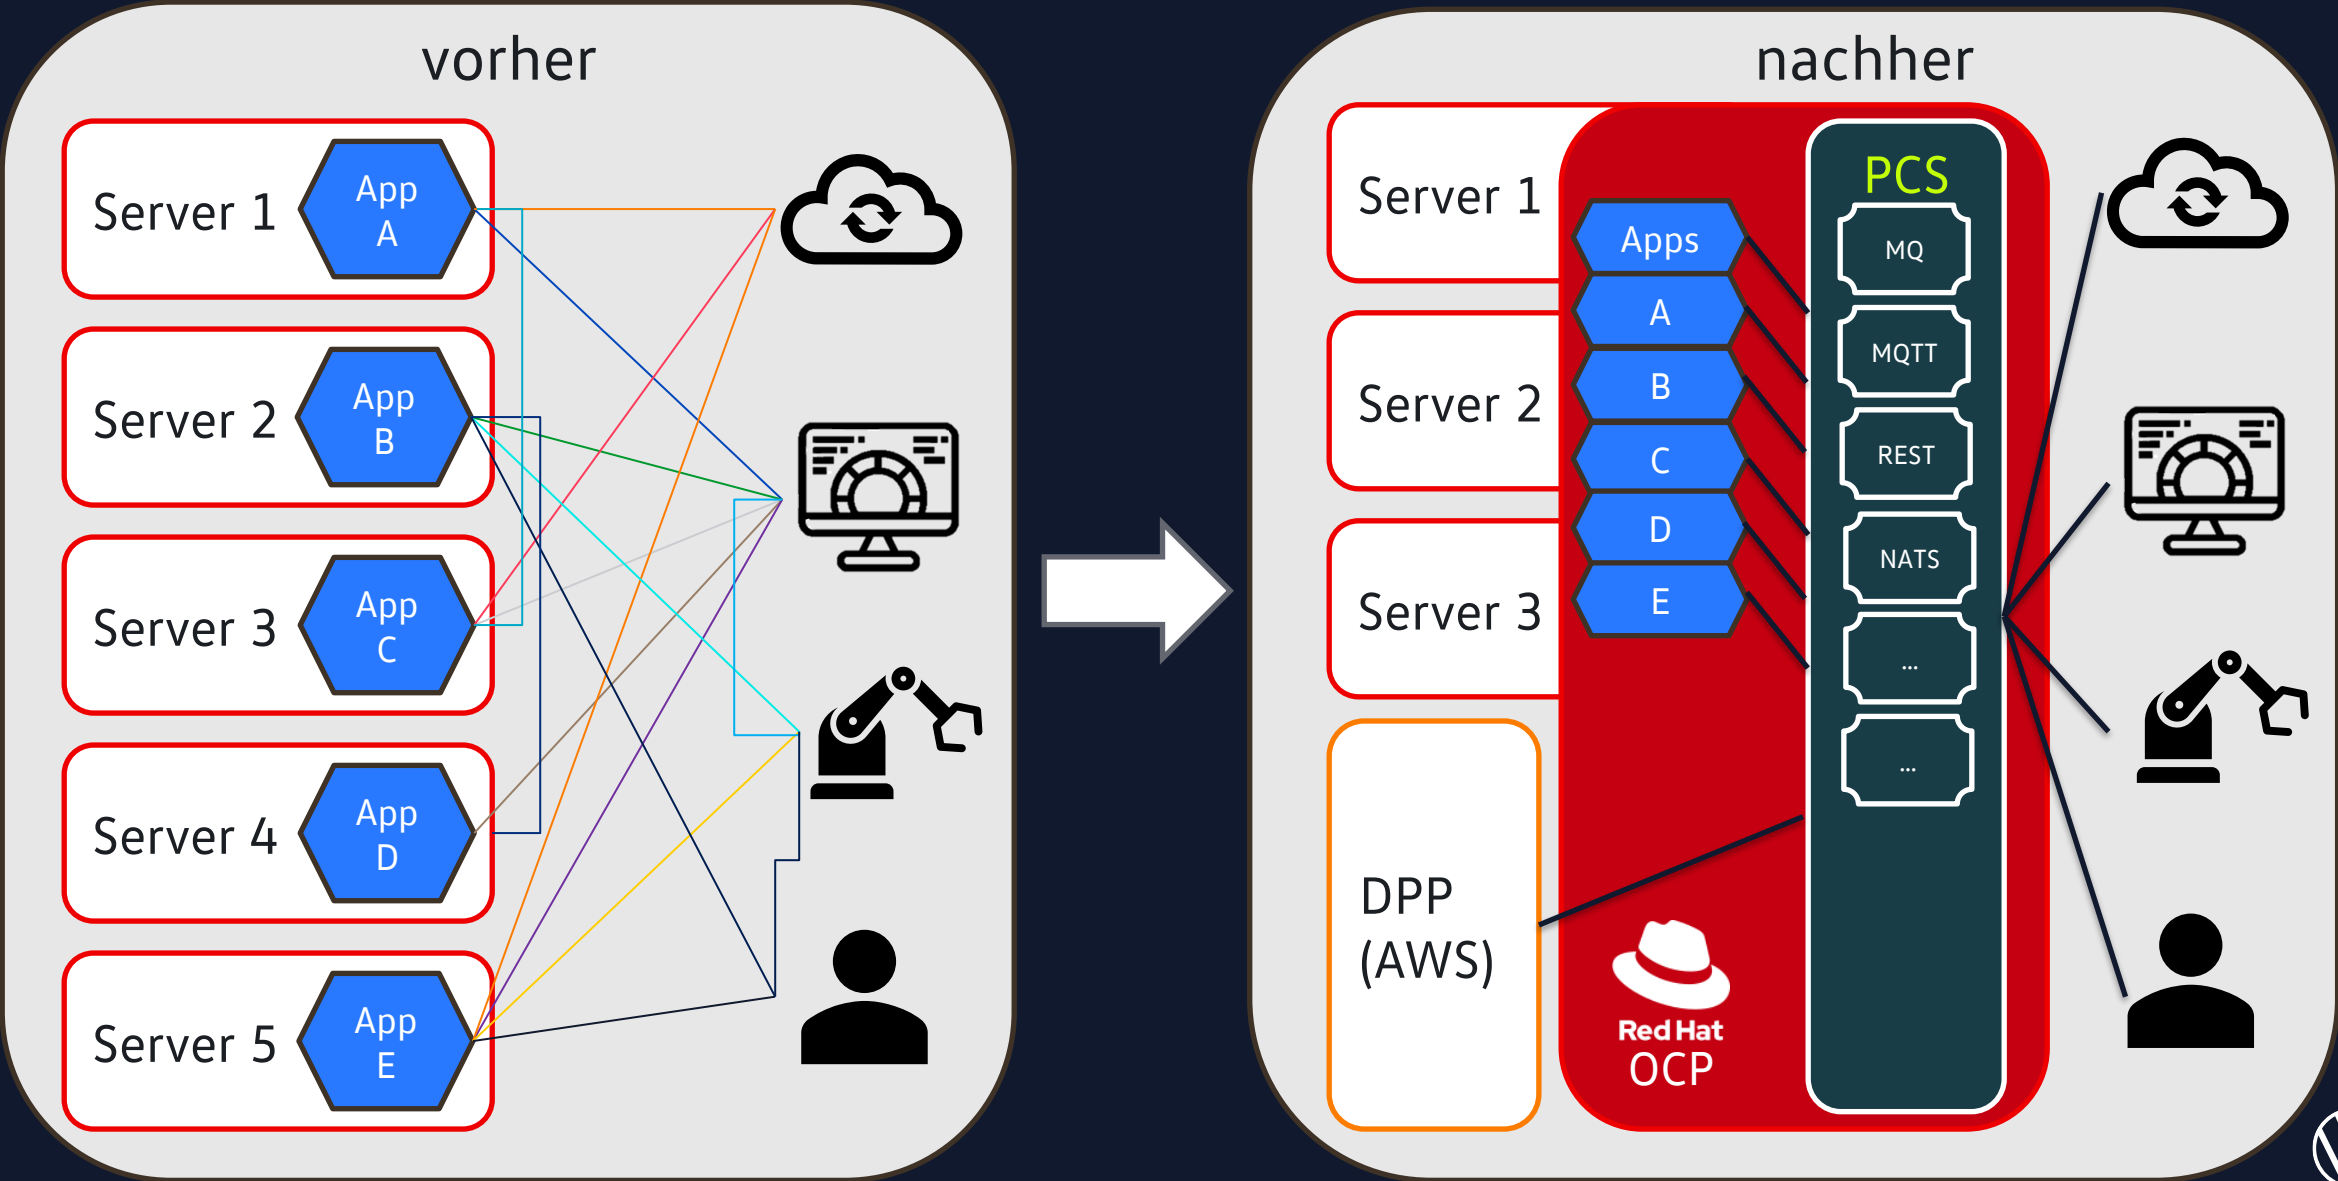 vorher
Server 1
App
A
Server 2
App
B
Server 3
App
C
Server 4
App
D
Server 5
App
E
nachher
Server 1
Server 2
Server 3
DPP
(AWS)
Apps
A
B
C
D
E
Red Hat
OCP
PCS
MQ
MQTT
REST
NATS
...
...